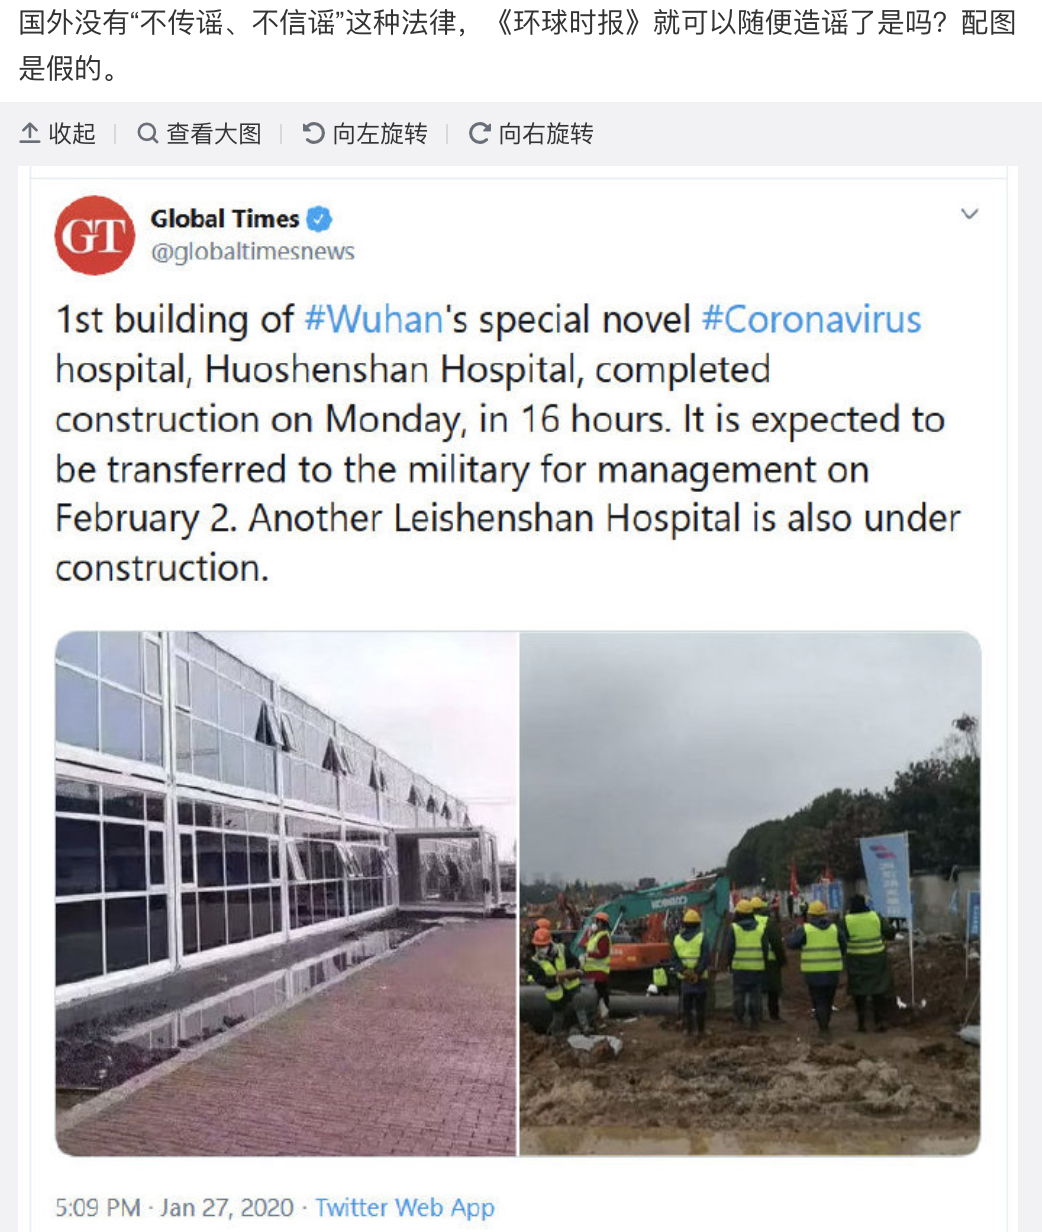 国外没有“不传谣、不信谣”这种法律，《环球时报》就可以随便造谣了是吗？配图
是假的。
收起 查看大图 向左旋转 向右旋转
GT
Global Times
@globaltimesnews
1st building of #Wuhan's special novel #Coronavirus
hospital, Huoshenshan Hospital, completed
construction on Monday, in 16 hours. It is expected to
be transferred to the military for management on
February 2. Another Leishenshan Hospital is also under
construction.
5:09 PM · Jan 27, 2020 · Twitter Web App